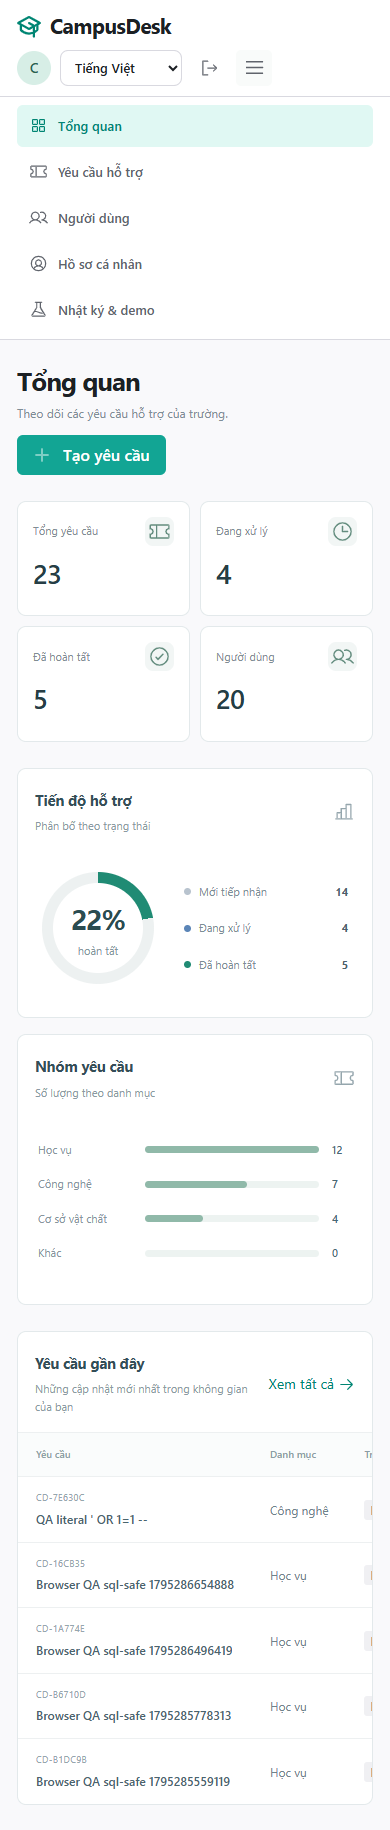 CampusDesk
C
Tiếng Việt
Tổng quan
Yêu cầu hỗ trợ
Người dùng
Hồ sơ cá nhân
Nhật ký & demo
Tổng quan
Theo dõi các yêu cầu hỗ trợ của trường.
Tạo yêu cầu
Tổng yêu cầu
23
Đang xử lý
4
Đã hoàn tất
5
Người dùng
20
Tiến độ hỗ trợ
Phân bố theo trạng thái
22%
hoàn tất
Mới tiếp nhận 14
Đang xử lý 4
Đã hoàn tất 5
Nhóm yêu cầu
Số lượng theo danh mục
Học vụ 12
Công nghệ 7
Cơ sở vật chất 4
Khác 0
Yêu cầu gần đây
Những cập nhật mới nhất trong không gian
của bạn
Xem tất cả
Yêu cầu Danh mục
CD-7E630C
QA literal ' OR 1=1 -- Công nghệ
CD-16CB35
Browser QA sql-safe 1795286654888 Học vụ
CD-1A774E
Browser QA sql-safe 1795286496419 Học vụ
CD-B6710D
Browser QA sql-safe 1795285778313 Học vụ
CD-B1DC9B
Browser QA sql-safe 1795285559119 Học vụ